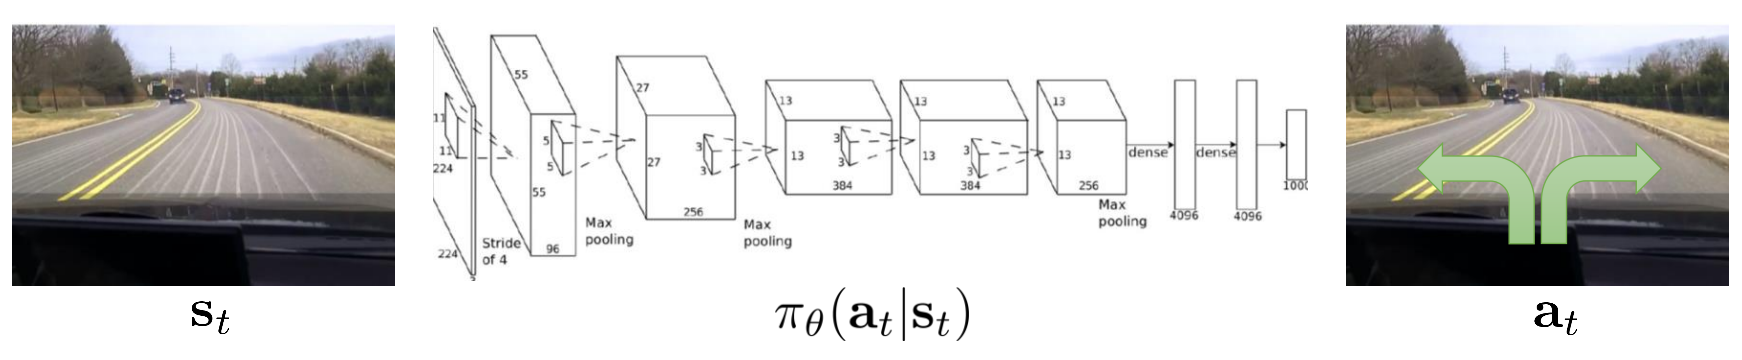 11
11
224
224
3
Stride
of 4
55
55
96
5
5
Max
pooling
27
27
256
3
3
Max
pooling
13
13
384
3
3
13
13
384
3
3
13
13
256
Max
pooling
dense
4096
dense
4096
1000
s_t
π_θ(a_t|s_t)
a_t